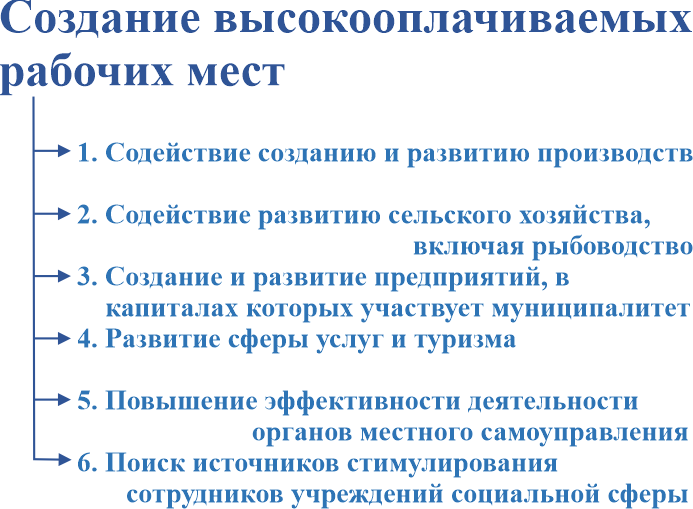 Создание высокооплачиваемых
рабочих мест
1. Содействие созданию и развитию производств
2. Содействие развитию сельского хозяйства,
включая рыбоводство
3. Создание и развитие предприятий, в
капиталах которых участвует муниципалитет
4. Развитие сферы услуг и туризма
5. Повышение эффективности деятельности
органов местного самоуправления
6. Поиск источников стимулирования
сотрудников учреждений социальной сферы